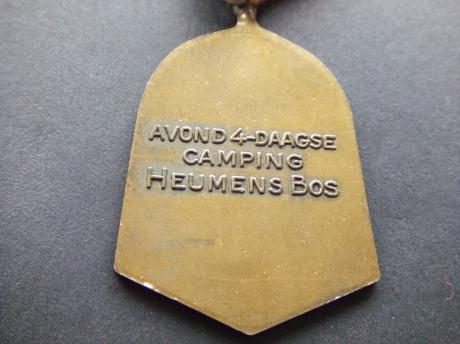 AVOND 4-DAAGSE
CAMPING
HEUMENS BOS